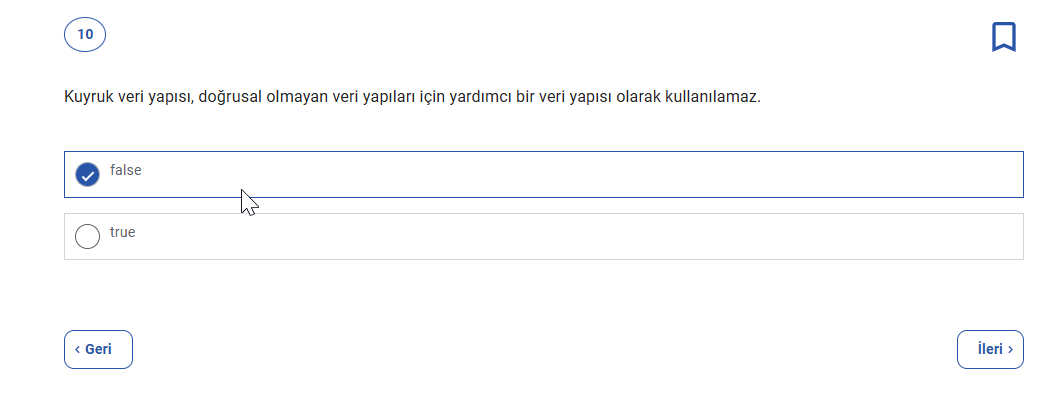 10
Kuyruk veri yapısı, doğrusal olmayan veri yapıları için yardımcı bir veri yapısı olarak kullanılamaz.
false
true
‹ Geri
İleri ›